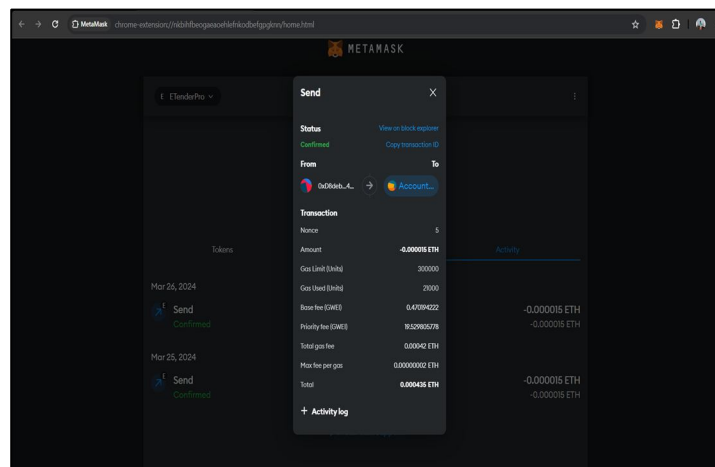 MetaMask chrome-extension://nkbihfbeogaeaoehlefnkodbefgpgknn/home.html
METAMASK
E ETenderPro
Send X
Status View on block explorer
Confirmed Copy transaction ID
From To
0xD8deb...4... Account...
Transaction
Nonce 5
Amount -0.000015 ETH
Gas Limit (Units) 300000
Gas Used (Units) 21000
Base fee (GWEI) 0.470194222
Priority fee (GWEI) 19.529805778
Total gas fee 0.00042 ETH
Max fee per gas 0.00000002 ETH
Total 0.000435 ETH
+ Activity log
Tokens Activity
Mar 26, 2024
E Send -0.000015 ETH
Confirmed -0.000015 ETH
Mar 25, 2024
E Send -0.000015 ETH
Confirmed -0.000015 ETH